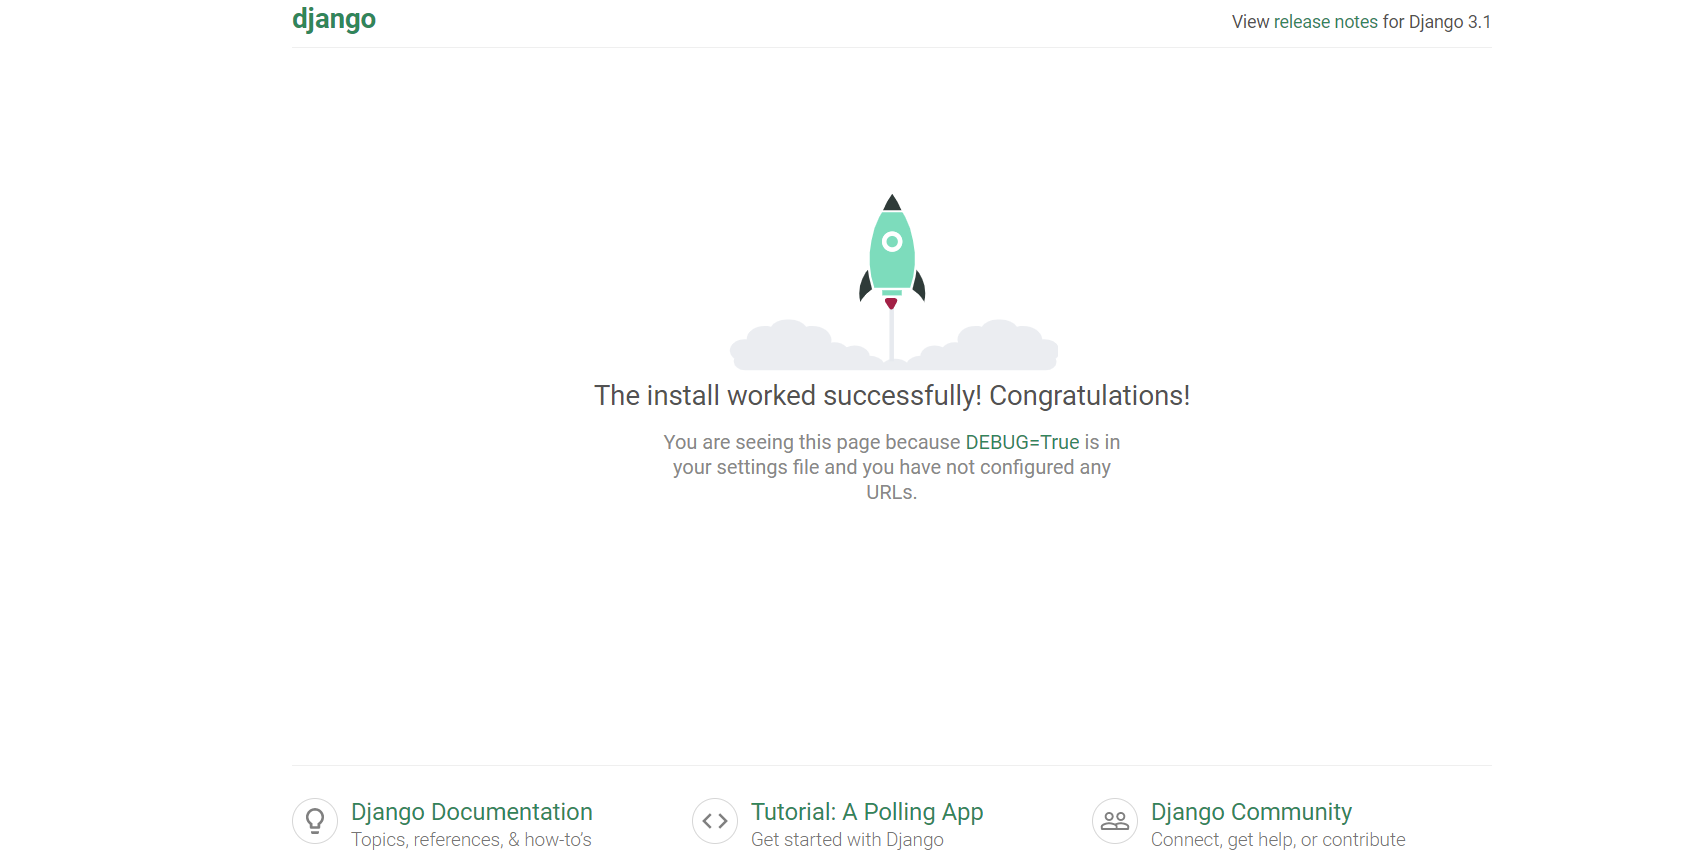 django
View release notes for Django 3.1
The install worked successfully! Congratulations!
You are seeing this page because DEBUG=True is in
your settings file and you have not configured any
URLs.
Django Documentation
Topics, references, & how-to’s
Tutorial: A Polling App
Get started with Django
Django Community
Connect, get help, or contribute